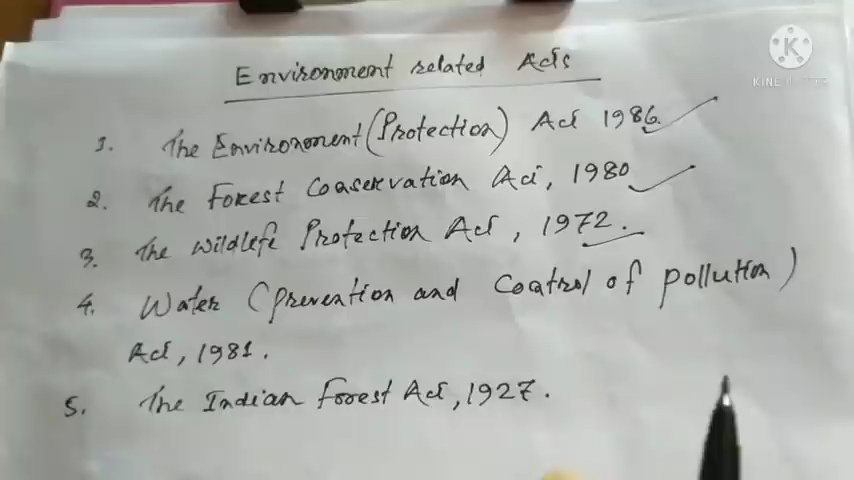 K
KINEMASTER
Environment related Acts
1. The Environment (Protection) Act 1986.
2. The Forest Conservation Act, 1980
3. The Wildlife Protection Act, 1972.
4. Water (prevention and Control of pollution)
Act, 1981.
5. The Indian Forest Act, 1927.